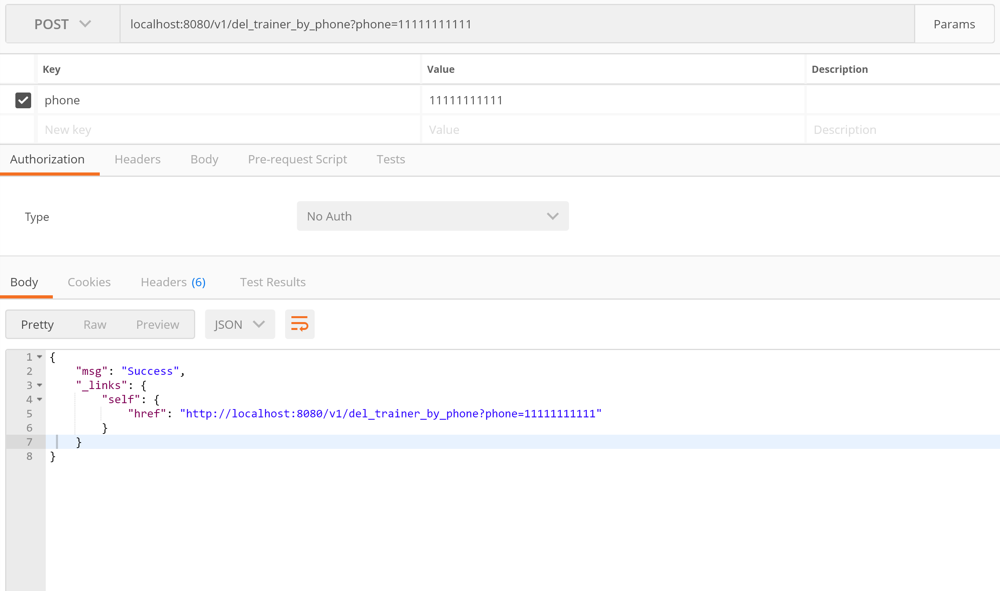 POST localhost:8080/v1/del_trainer_by_phone?phone=11111111111 Params
Key Value Description
phone 11111111111
New key Value Description
Authorization Headers Body Pre-request Script Tests
Type No Auth
Body Cookies Headers (6) Test Results
Pretty Raw Preview JSON
1 {
2 "msg": "Success",
3 "_links": {
4 "self": {
5 "href": "http://localhost:8080/v1/del_trainer_by_phone?phone=11111111111"
6 }
7 }
8 }